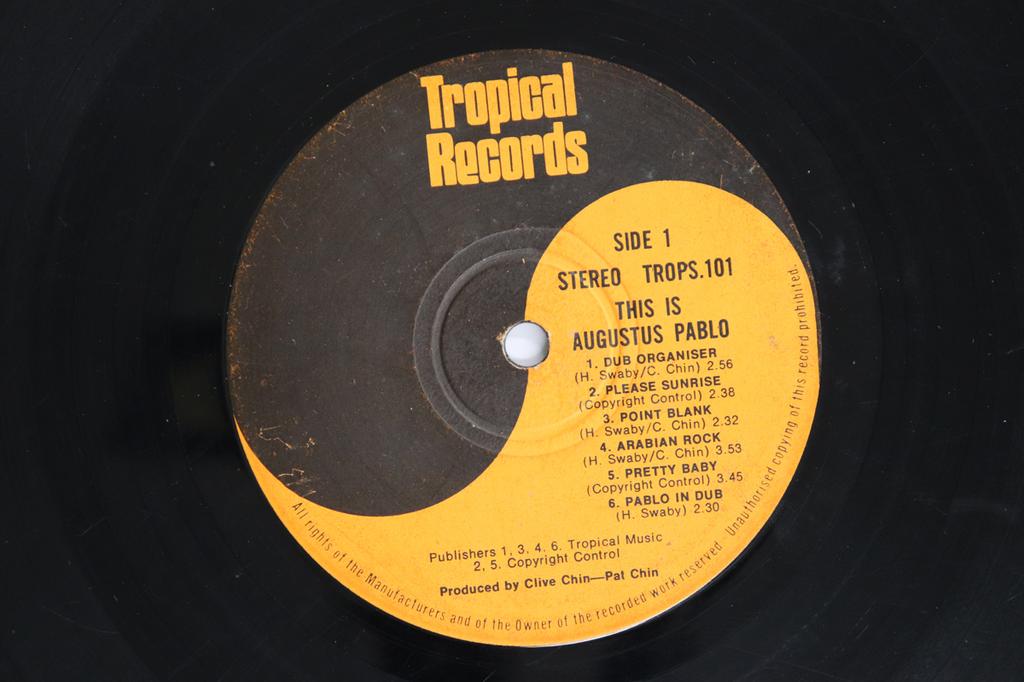 Tropical
Records
SIDE 1
STEREO TROPS.101
THIS IS
AUGUSTUS PABLO
1. DUB ORGANISER
(H. Swaby/C. Chin) 2.56
2. PLEASE SUNRISE
(Copyright Control) 2.38
3. POINT BLANK
(H. Swaby/C. Chin) 2.32
4. ARABIAN ROCK
(H. Swaby/C. Chin) 3.53
5. PRETTY BABY
(Copyright Control) 3.45
6. PABLO IN DUB
(H. Swaby) 2.30
Publishers 1, 3, 4, 6. Tropical Music
2, 5. Copyright Control
Produced by Clive Chin—Pat Chin
All rights of the Manufacturers and of the Owner of the recorded work reserved. Unauthorised copying of this record prohibited.